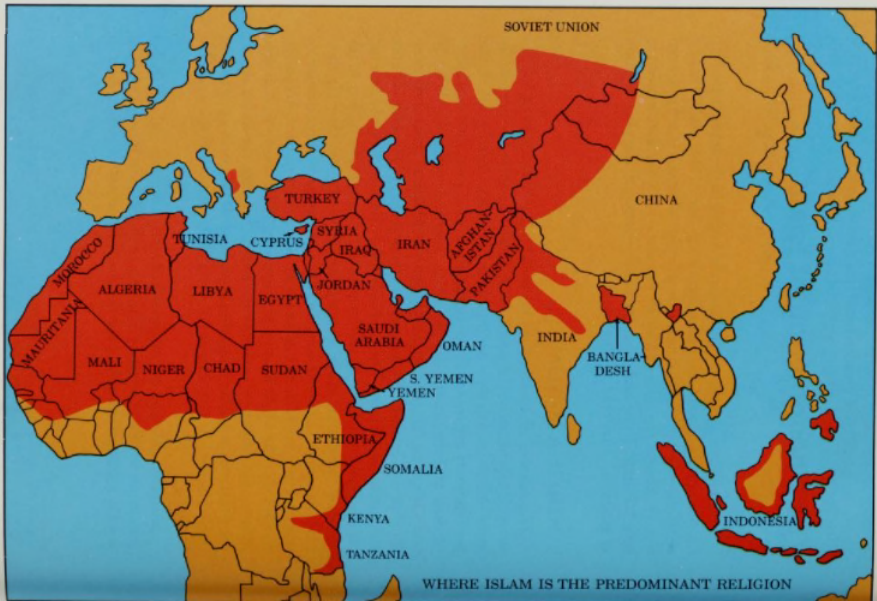 SOVIET UNION
CHINA
TURKEY
TUNISIA
CYPRUS
SYRIA
IRAQ
IRAN
AFGHAN-
ISTAN
PAKISTAN
MOROCCO
ALGERIA
LIBYA
EGYPT
JORDAN
SAUDI
ARABIA
OMAN
INDIA
BANGLA-
DESH
MAURITANIA
MALI
NIGER
CHAD
SUDAN
S. YEMEN
YEMEN
ETHIOPIA
SOMALIA
KENYA
TANZANIA
INDONESIA
WHERE ISLAM IS THE PREDOMINANT RELIGION